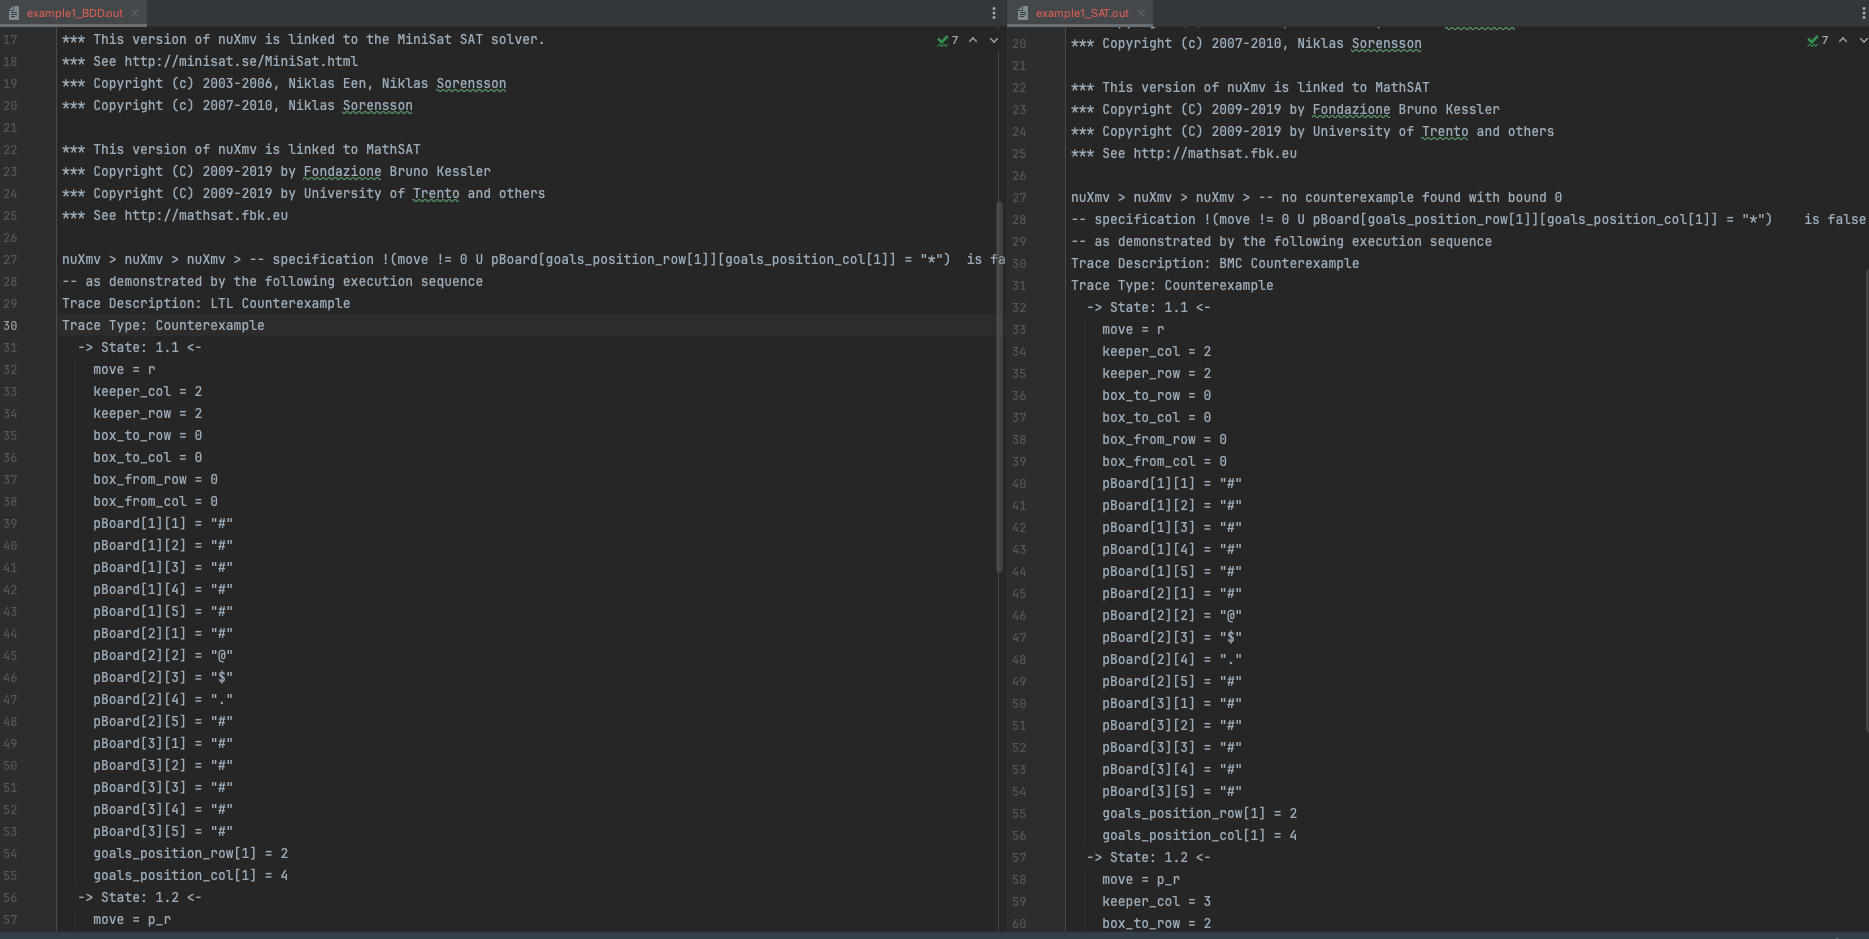 example1_BDD.out
17 *** This version of nuXmv is linked to the MiniSat SAT solver.
18 *** See http://minisat.se/MiniSat.html
19 *** Copyright (c) 2003-2006, Niklas Een, Niklas Sorensson
20 *** Copyright (c) 2007-2010, Niklas Sorensson
21
22 *** This version of nuXmv is linked to MathSAT
23 *** Copyright (C) 2009-2019 by Fondazione Bruno Kessler
24 *** Copyright (C) 2009-2019 by University of Trento and others
25 *** See http://mathsat.fbk.eu
26
27 nuXmv > nuXmv > nuXmv > -- specification !(move != 0 U pBoard[goals_position_row[1]][goals_position_col[1]] = "*")  is fa
28 -- as demonstrated by the following execution sequence
29 Trace Description: LTL Counterexample
30 Trace Type: Counterexample
31 -> State: 1.1 <-
32 move = r
33 keeper_col = 2
34 keeper_row = 2
35 box_to_row = 0
36 box_to_col = 0
37 box_from_row = 0
38 box_from_col = 0
39 pBoard[1][1] = "#"
40 pBoard[1][2] = "#"
41 pBoard[1][3] = "#"
42 pBoard[1][4] = "#"
43 pBoard[1][5] = "#"
44 pBoard[2][1] = "#"
45 pBoard[2][2] = "@"
46 pBoard[2][3] = "$"
47 pBoard[2][4] = "."
48 pBoard[2][5] = "#"
49 pBoard[3][1] = "#"
50 pBoard[3][2] = "#"
51 pBoard[3][3] = "#"
52 pBoard[3][4] = "#"
53 pBoard[3][5] = "#"
54 goals_position_row[1] = 2
55 goals_position_col[1] = 4
56 -> State: 1.2 <-
57 move = p_r
7
example1_SAT.out
20 *** Copyright (c) 2007-2010, Niklas Sorensson
21
22 *** This version of nuXmv is linked to MathSAT
23 *** Copyright (C) 2009-2019 by Fondazione Bruno Kessler
24 *** Copyright (C) 2009-2019 by University of Trento and others
25 *** See http://mathsat.fbk.eu
26
27 nuXmv > nuXmv > nuXmv > -- no counterexample found with bound 0
28 -- specification !(move != 0 U pBoard[goals_position_row[1]][goals_position_col[1]] = "*")    is false
29 -- as demonstrated by the following execution sequence
30 Trace Description: BMC Counterexample
31 Trace Type: Counterexample
32 -> State: 1.1 <-
33 move = r
34 keeper_col = 2
35 keeper_row = 2
36 box_to_row = 0
37 box_to_col = 0
38 box_from_row = 0
39 box_from_col = 0
40 pBoard[1][1] = "#"
41 pBoard[1][2] = "#"
42 pBoard[1][3] = "#"
43 pBoard[1][4] = "#"
44 pBoard[1][5] = "#"
45 pBoard[2][1] = "#"
46 pBoard[2][2] = "@"
47 pBoard[2][3] = "$"
48 pBoard[2][4] = "."
49 pBoard[2][5] = "#"
50 pBoard[3][1] = "#"
51 pBoard[3][2] = "#"
52 pBoard[3][3] = "#"
53 pBoard[3][4] = "#"
54 pBoard[3][5] = "#"
55 goals_position_row[1] = 2
56 goals_position_col[1] = 4
57 -> State: 1.2 <-
58 move = p_r
59 keeper_col = 3
60 box_to_row = 2
7